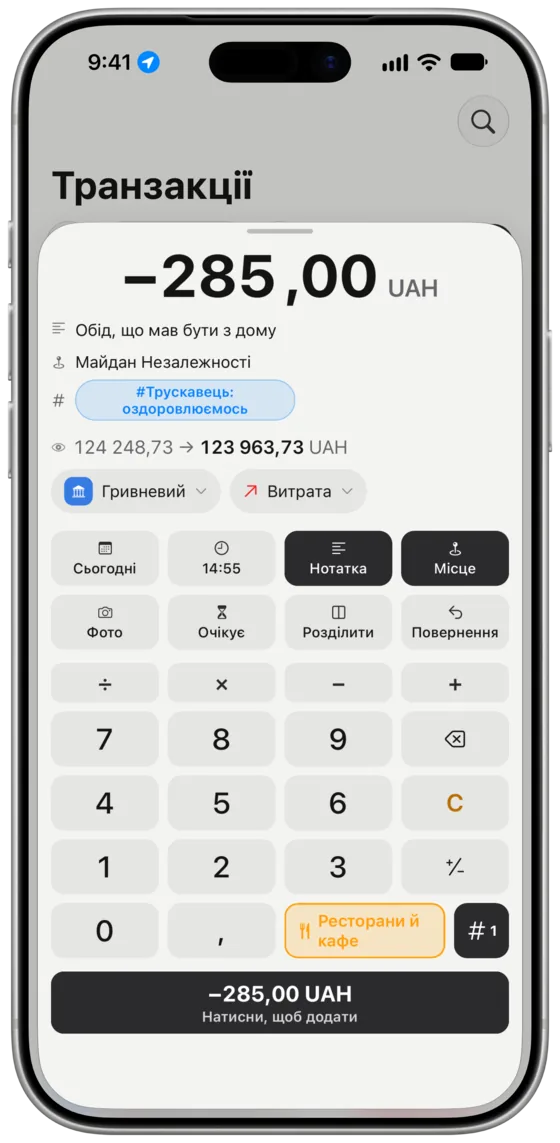 9:41
Транзакції
−285,00 UAH
Обід, що мав бути з дому
Майдан Незалежності
#
#Трускавець:
оздоровлюємось
124 248,73 → 123 963,73 UAH
Гривневий
Витрата
Сьогодні
14:55
Нотатка
Місце
Фото
Очікує
Розділити
Повернення
÷ × − +
7 8 9
4 5 6 C
1 2 3 +/−
0 ,
Ресторани й
кафе
# 1
−285,00 UAH
Натисни, щоб додати